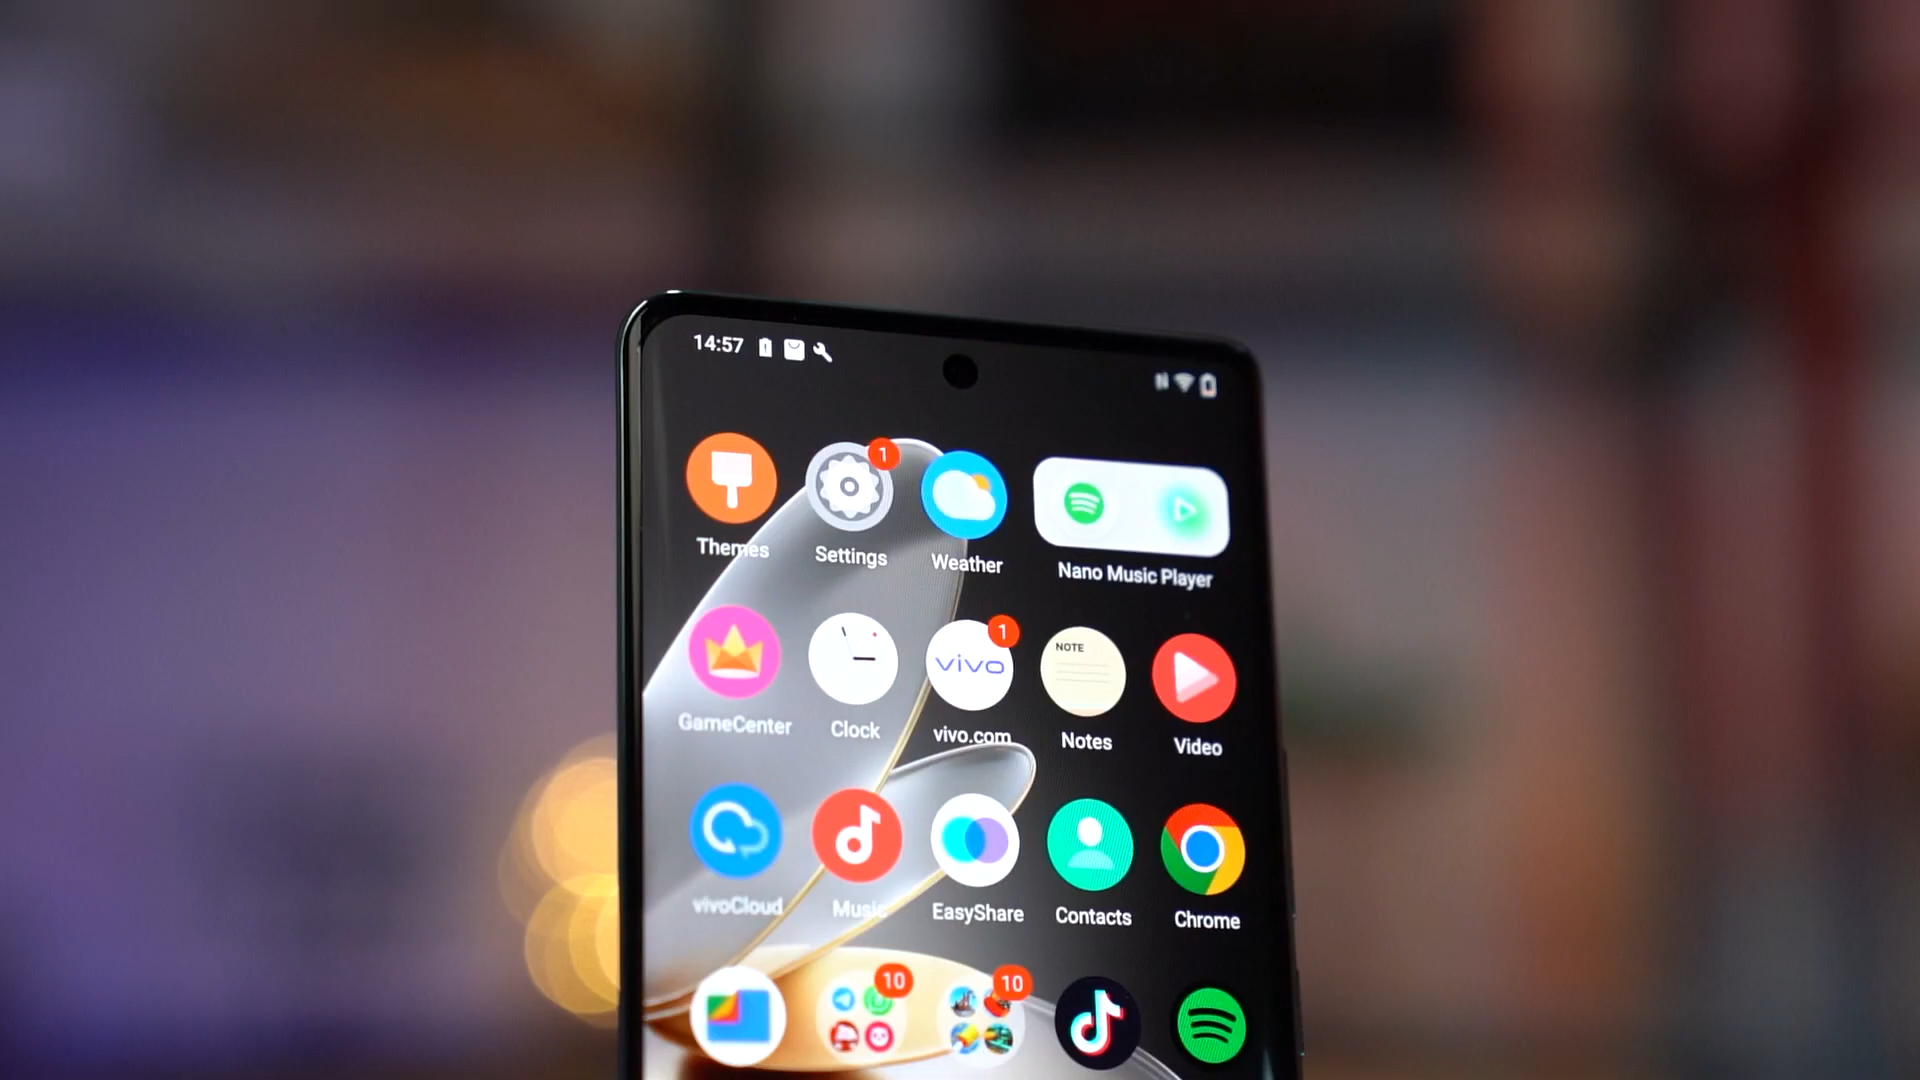 14:57
1
Themes
Settings
Weather
Nano Music Player
vivo
1
NOTE
GameCenter
Clock
vivo.com
Notes
Video
vivoCloud
Music
EasyShare
Contacts
Chrome
10
10